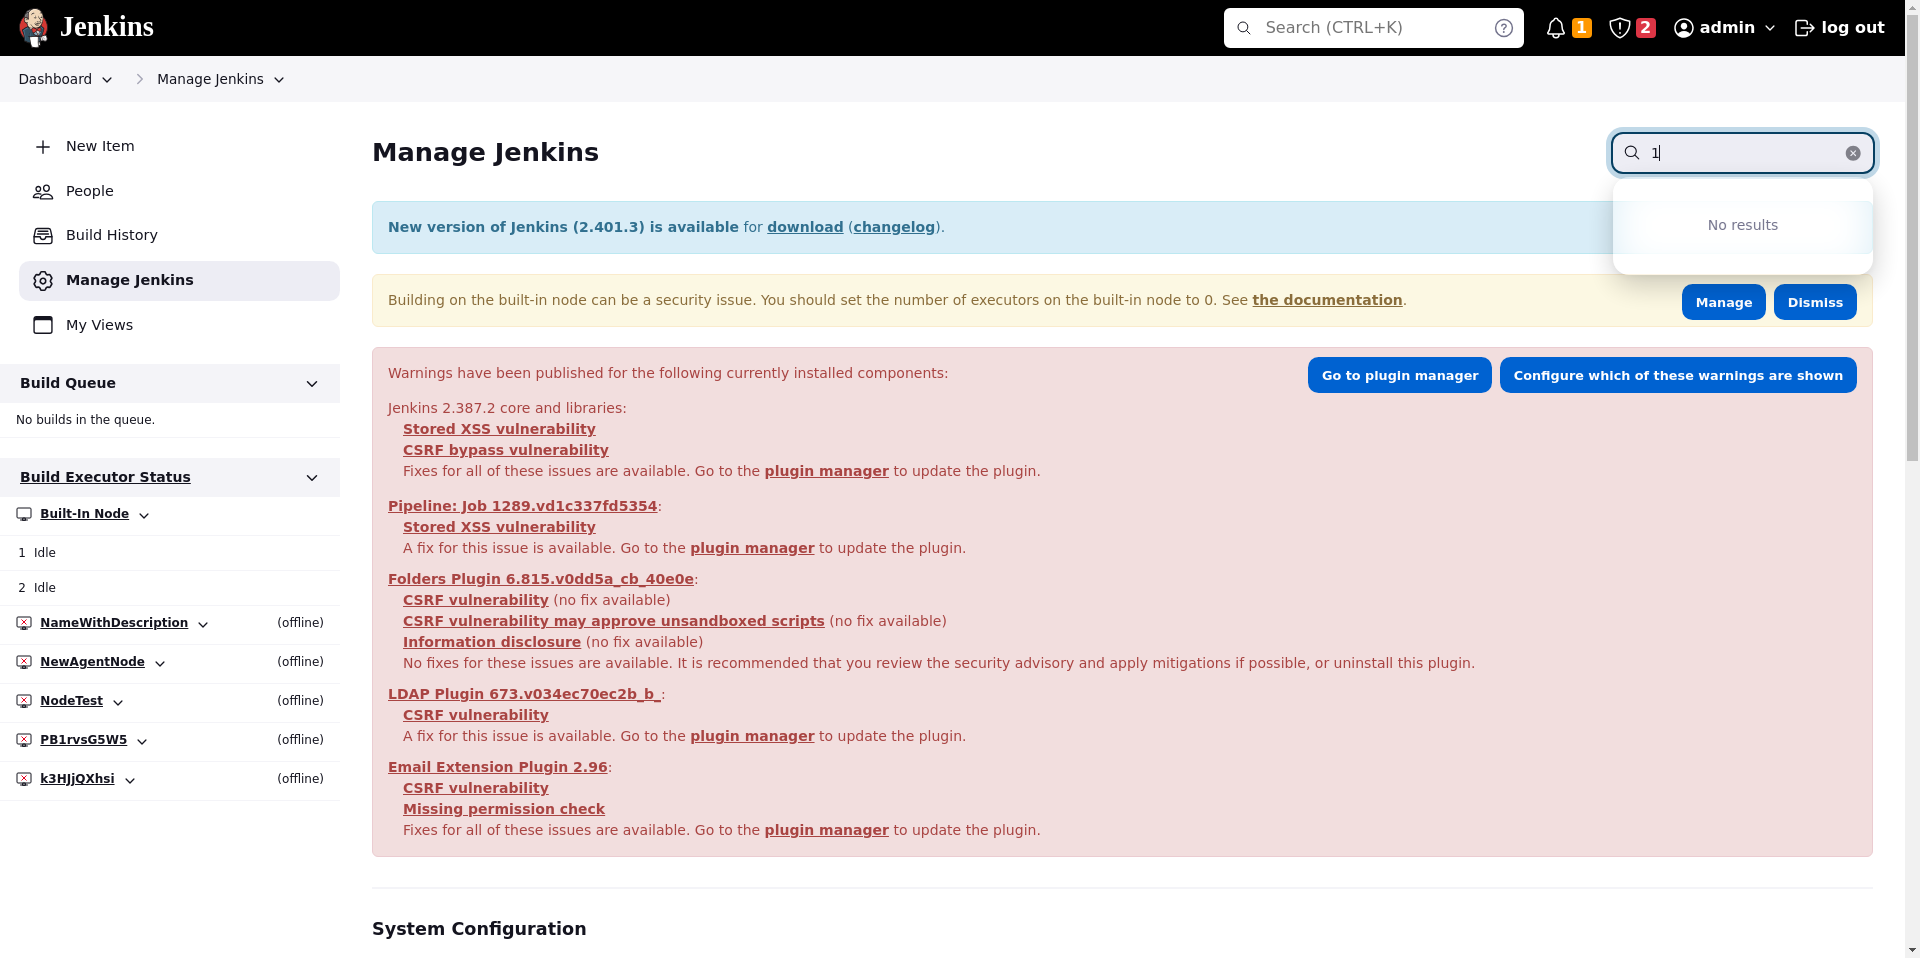 Jenkins
Search (CTRL+K)
1
2
admin
log out
Dashboard
Manage Jenkins
New Item
People
Build History
Manage Jenkins
My Views
Build Queue
No builds in the queue.
Build Executor Status
Built-In Node
1 Idle
2 Idle
NameWithDescription (offline)
NewAgentNode (offline)
NodeTest (offline)
PB1rvsG5W5 (offline)
k3HJjQXhsi (offline)
Manage Jenkins
1
No results
New version of Jenkins (2.401.3) is available for download (changelog).
Building on the built-in node can be a security issue. You should set the number of executors on the built-in node to 0. See the documentation.
Manage
Dismiss
Warnings have been published for the following currently installed components:
Go to plugin manager
Configure which of these warnings are shown
Jenkins 2.387.2 core and libraries:
Stored XSS vulnerability
CSRF bypass vulnerability
Fixes for all of these issues are available. Go to the plugin manager to update the plugin.
Pipeline: Job 1289.vd1c337fd5354:
Stored XSS vulnerability
A fix for this issue is available. Go to the plugin manager to update the plugin.
Folders Plugin 6.815.v0dd5a_cb_40e0e:
CSRF vulnerability (no fix available)
CSRF vulnerability may approve unsandboxed scripts (no fix available)
Information disclosure (no fix available)
No fixes for these issues are available. It is recommended that you review the security advisory and apply mitigations if possible, or uninstall this plugin.
LDAP Plugin 673.v034ec70ec2b_b_:
CSRF vulnerability
A fix for this issue is available. Go to the plugin manager to update the plugin.
Email Extension Plugin 2.96:
CSRF vulnerability
Missing permission check
Fixes for all of these issues are available. Go to the plugin manager to update the plugin.
System Configuration